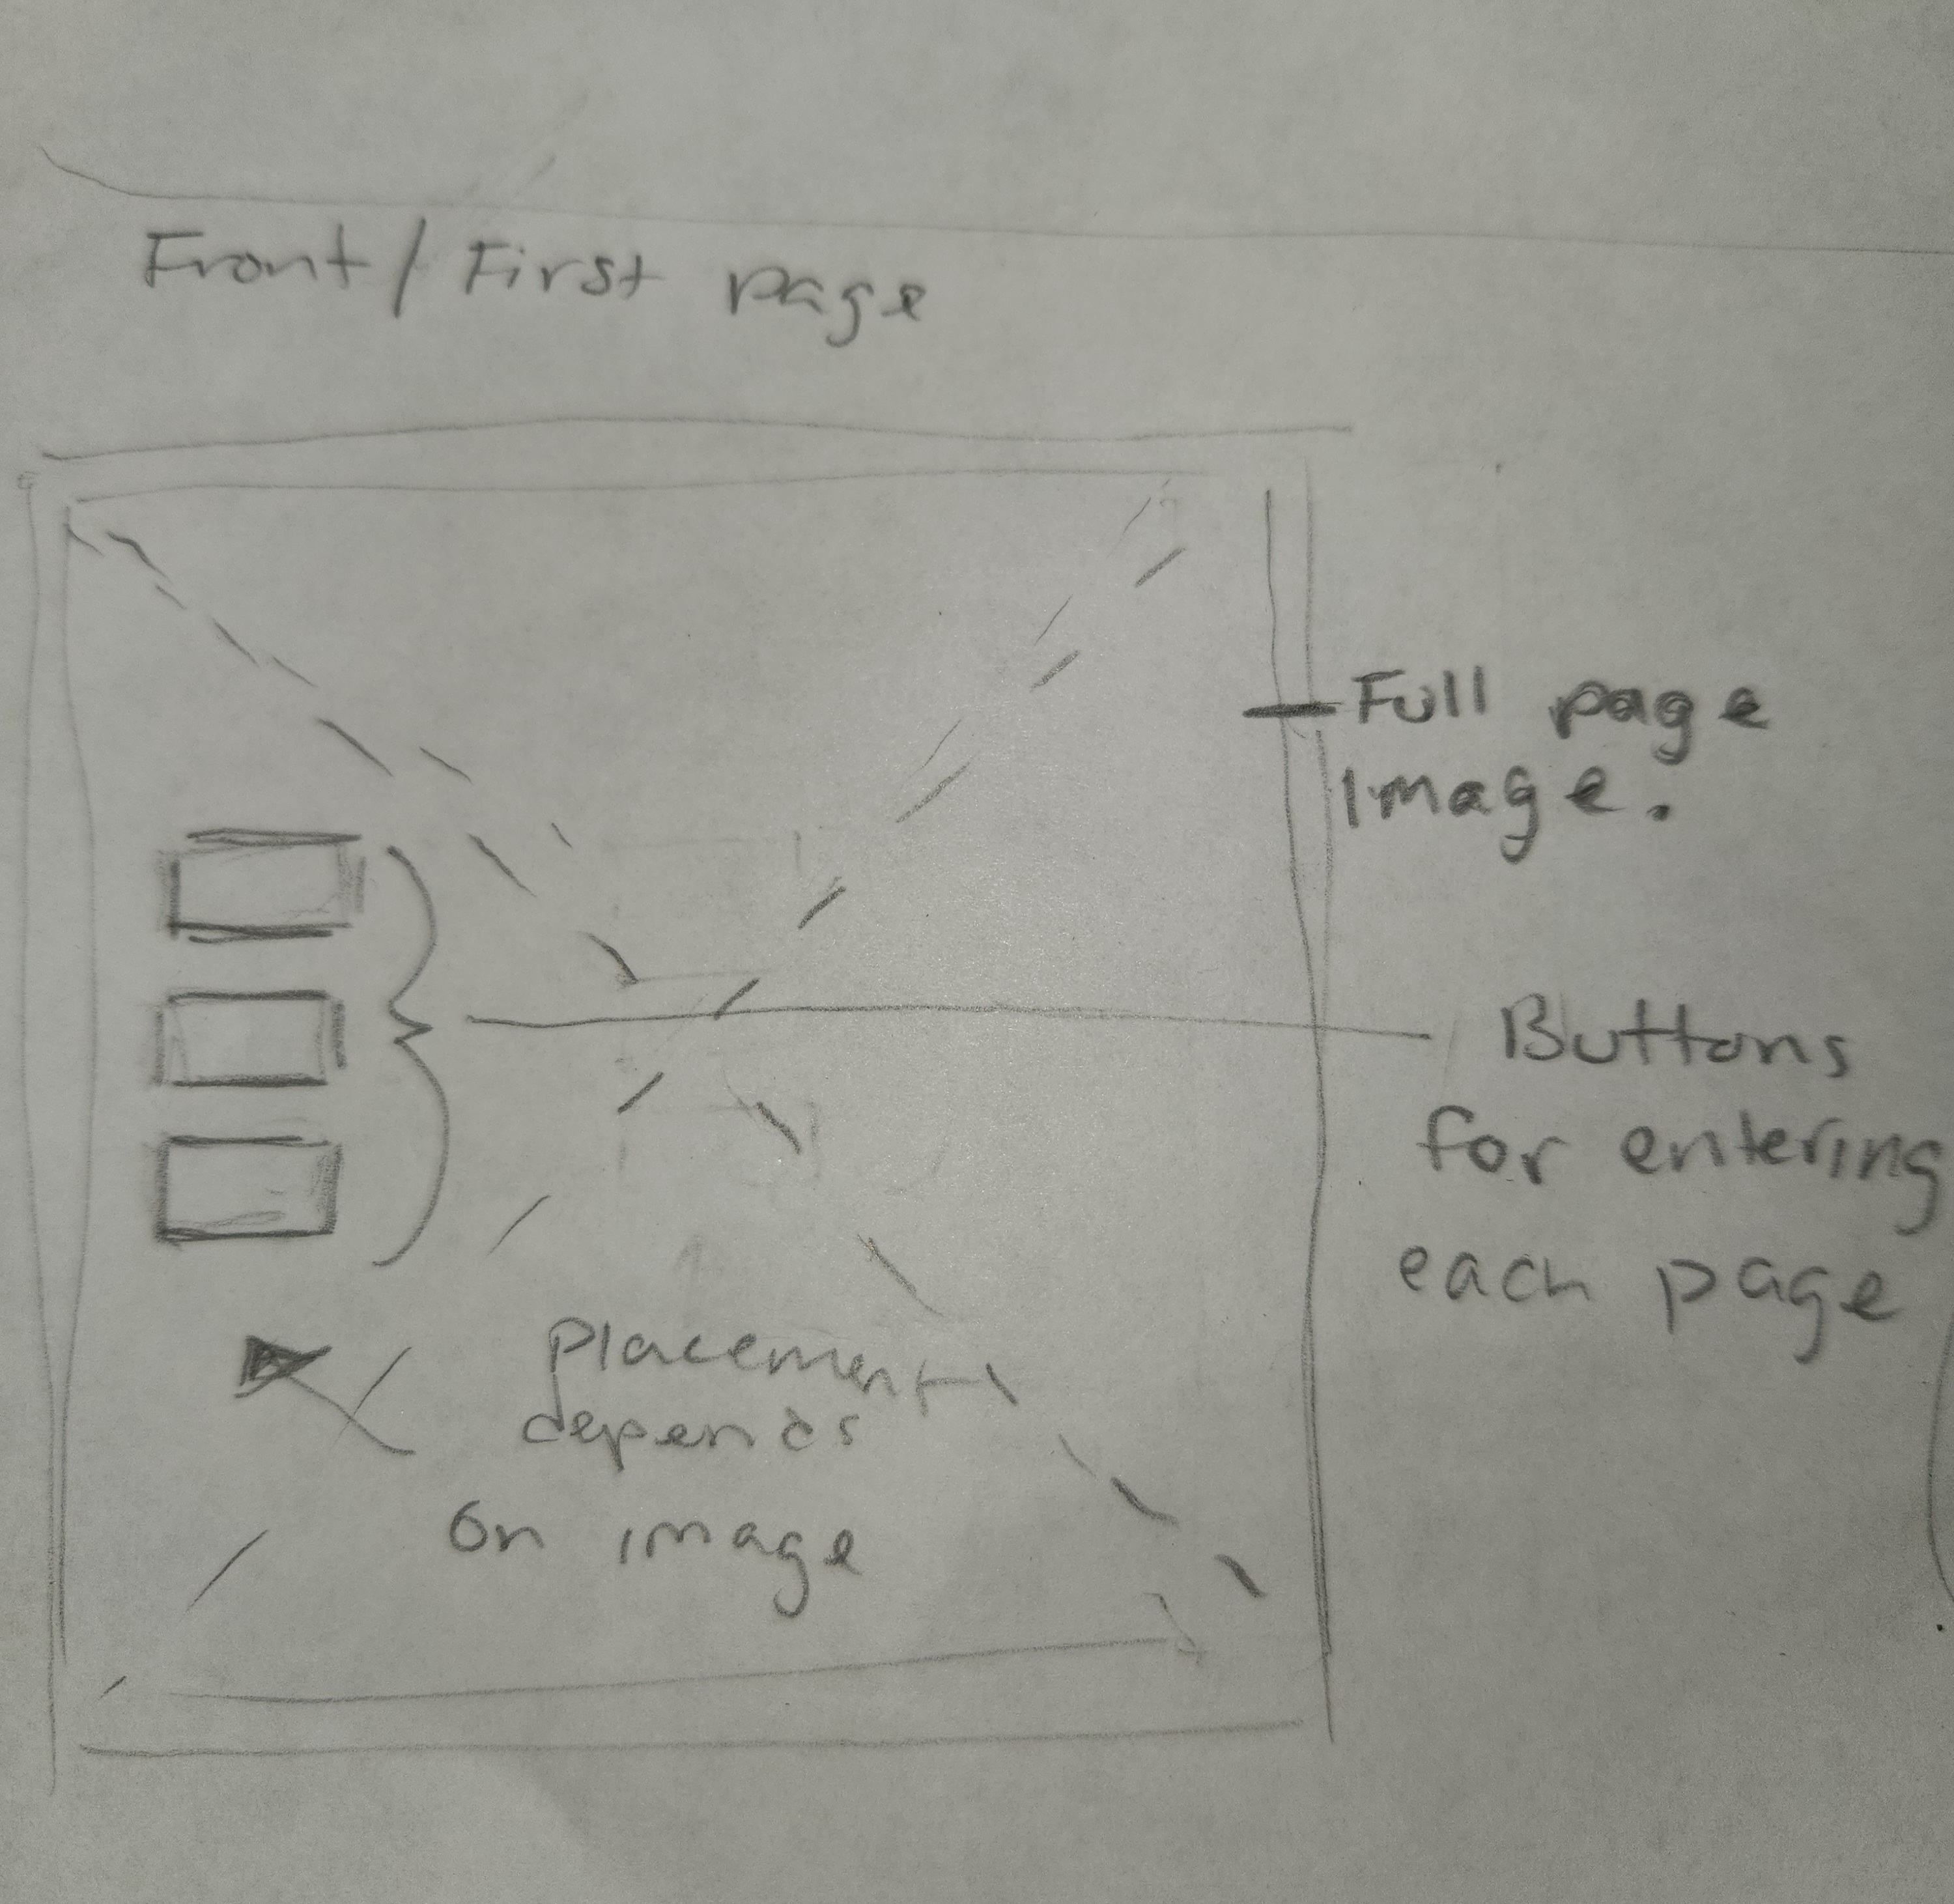 Front/First page
Full page
image.
Buttons
for entering
each page
placement
depends
on image